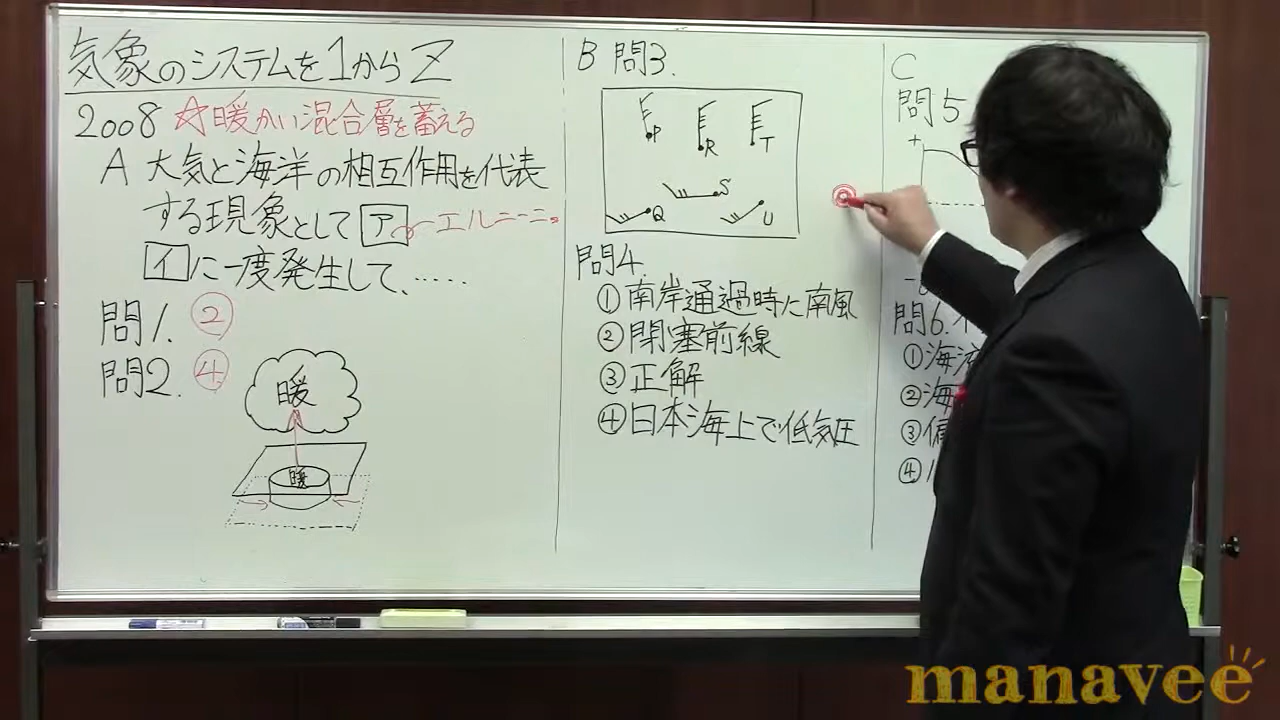 気象のシステムを1からZ
2008 ☆暖かい混合層を蓄える
A 大気と海洋の相互作用を代表
する現象として ア エルニーニョ
イ に一度発生して、……
問1. ②
問2. ④
暖
暖
B 問3.
P
R
T
S
Q
U
問4.
①南岸通過時に南風
②閉塞前線
③正解
④日本海上で低気圧
C
問5
+
問6.
①海
②海
③偏
④
manavee